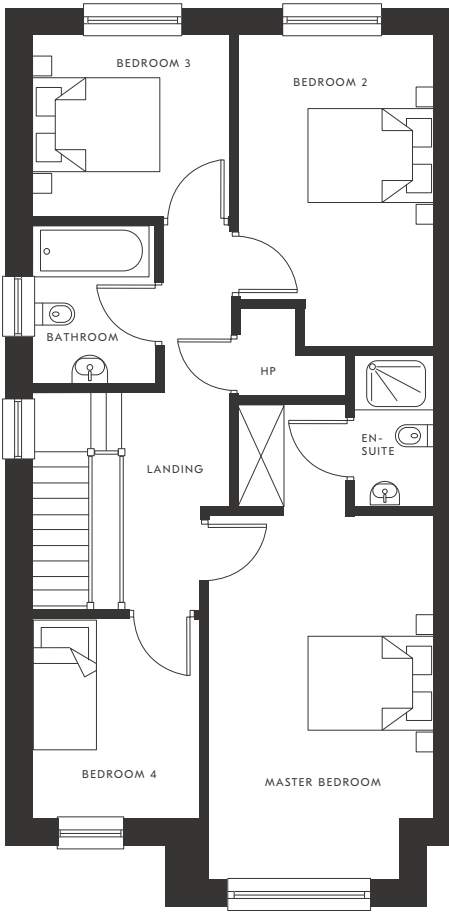 BEDROOM 3
BEDROOM 2
BATHROOM
HP
EN-
SUITE
LANDING
BEDROOM 4
MASTER BEDROOM